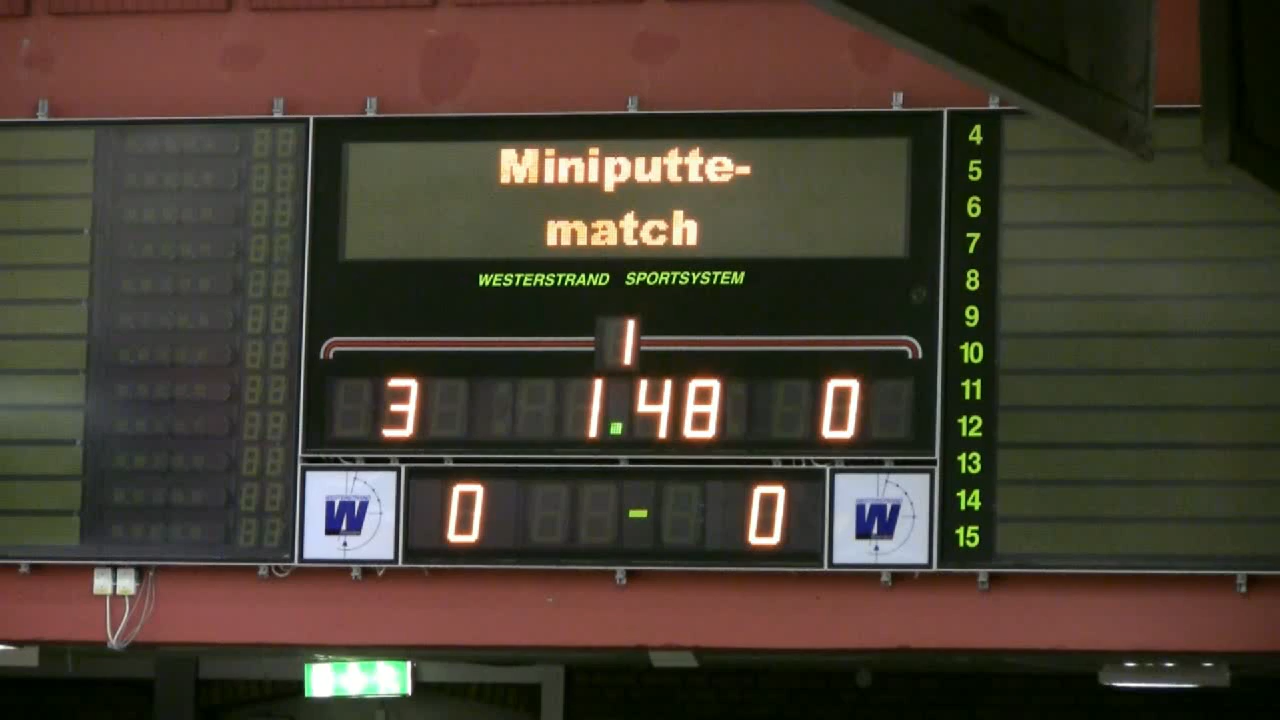 Miniputte-
match
WESTERSTRAND SPORTSYSTEM
1
3 1.48 0
0 - 0
W
W
4
5
6
7
8
9
10
11
12
13
14
15